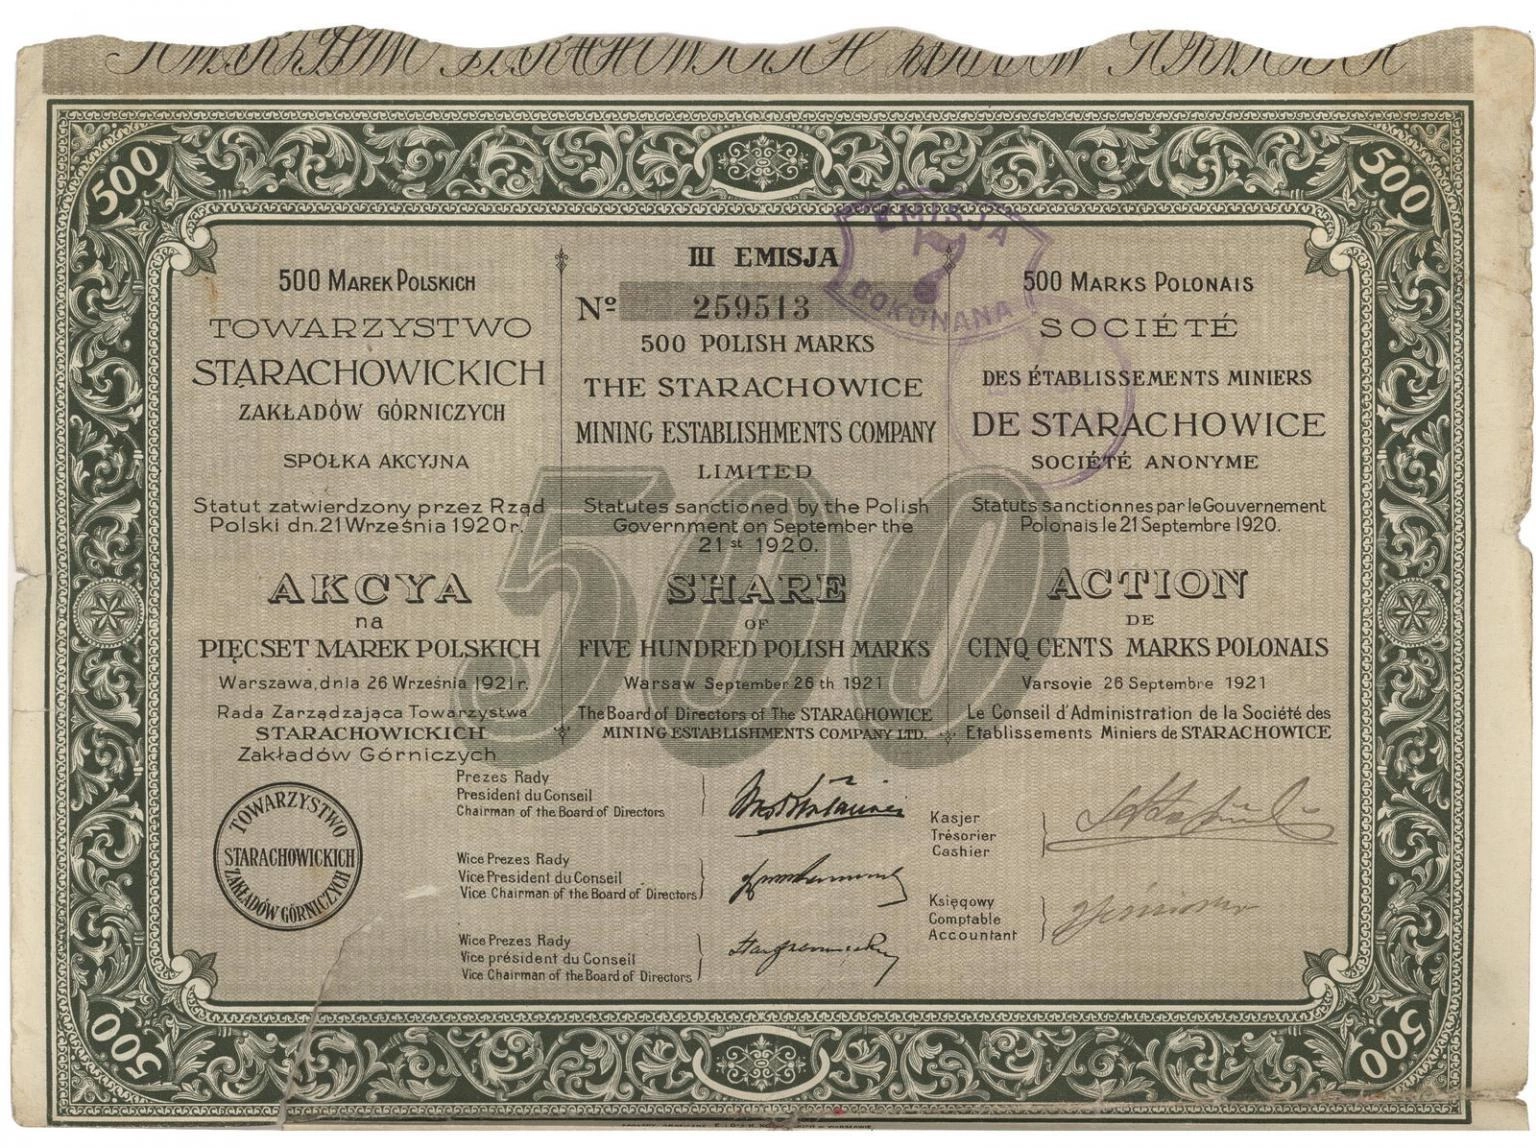 500
500
III EMISJA
Nº 259513
EMISJA
7
DOKONANA
500 MAREK POLSKICH
TOWARZYSTWO
STARACHOWICKICH
ZAKŁADÓW GÓRNICZYCH
SPÓŁKA AKCYJNA
Statut zatwierdzony przez Rząd
Polski dn. 21 Września 1920 r.
AKCYA
na
PIĘCSET MAREK POLSKICH
Warszawa, dnia 26 Września 1921 r.
Rada Zarządzająca Towarzystwa
STARACHOWICKICH
Zakładów Górniczych
500 POLISH MARKS
THE STARACHOWICE
MINING ESTABLISHMENTS COMPANY
LIMITED
Statutes sanctioned by the Polish
Government on September the
21 st 1920.
SHARE
OF
FIVE HUNDRED POLISH MARKS
Warsaw September 26 th 1921
The Board of Directors of The STARAGHOWICE
MINING ESTABLISHMENTS COMPANY LTD.
500 MARKS POLONAIS
SOCIÉTÉ
DES ÉTABLISSEMENTS MINIERS
DE STARACHOWICE
SOCIÉTÉ ANONYME
Statuts sanctionnes par le Gouvernement
Polonais le 21 Septembre 1920.
ACTION
DE
CINQ CENTS MARKS POLONAIS
Varsovie 26 Septembre 1921
Le Conseil d'Administration de la Société des
Etablissements Miniers de STARACHOWICE
500
Prezes Rady
President du Conseil
Chairman of the Board of Directors
Wice Prezes Rady
Vice President du Conseil
Vice Chairman of the Board of Directors
Wice Prezes Rady
Vice président du Conseil
Vice Chairman of the Board of Directors
Kasjer
Trésorier
Cashier
Księgowy
Comptable
Accountant
TOWARZYSTWO
STARACHOWICKICH
ZAKŁADÓW GÓRNICZYCH
500
500